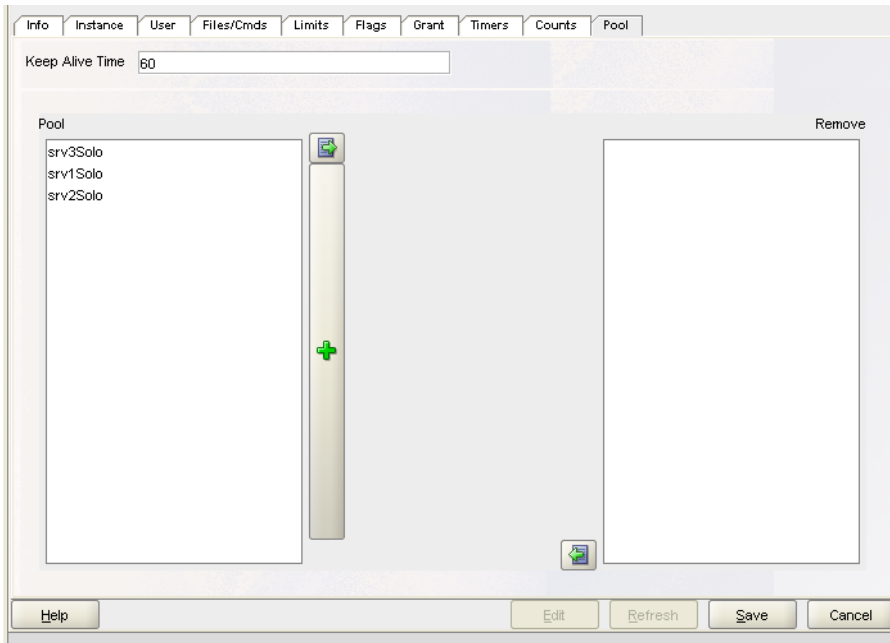 Info Instance User Files/Cmds Limits Flags Grant Timers Counts Pool
Keep Alive Time 60
Pool Remove
srv3Solo
srv1Solo
srv2Solo
Help Edit Refresh Save Cancel